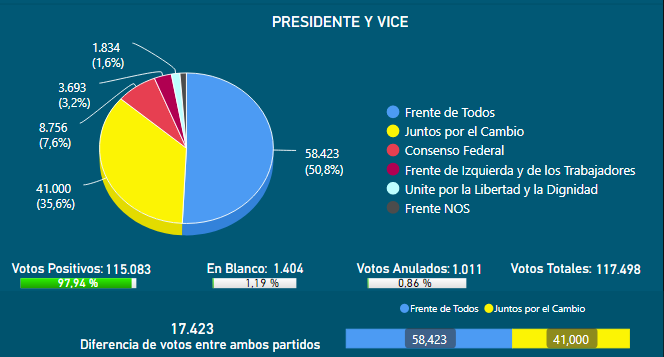 PRESIDENTE Y VICE
1.834
(1,6%)
3.693
(3,2%)
8.756
(7,6%)
41.000
(35,6%)
58.423
(50,8%)
Frente de Todos
Juntos por el Cambio
Consenso Federal
Frente de Izquierda y de los Trabajadores
Unite por la Libertad y la Dignidad
Frente NOS
Votos Positivos: 115.083
97,94 %
En Blanco: 1.404
1,19 %
Votos Anulados: 1.011
0,86 %
Votos Totales: 117.498
Frente de Todos Juntos por el Cambio
17.423
Diferencia de votos entre ambos partidos
58,423 41,000